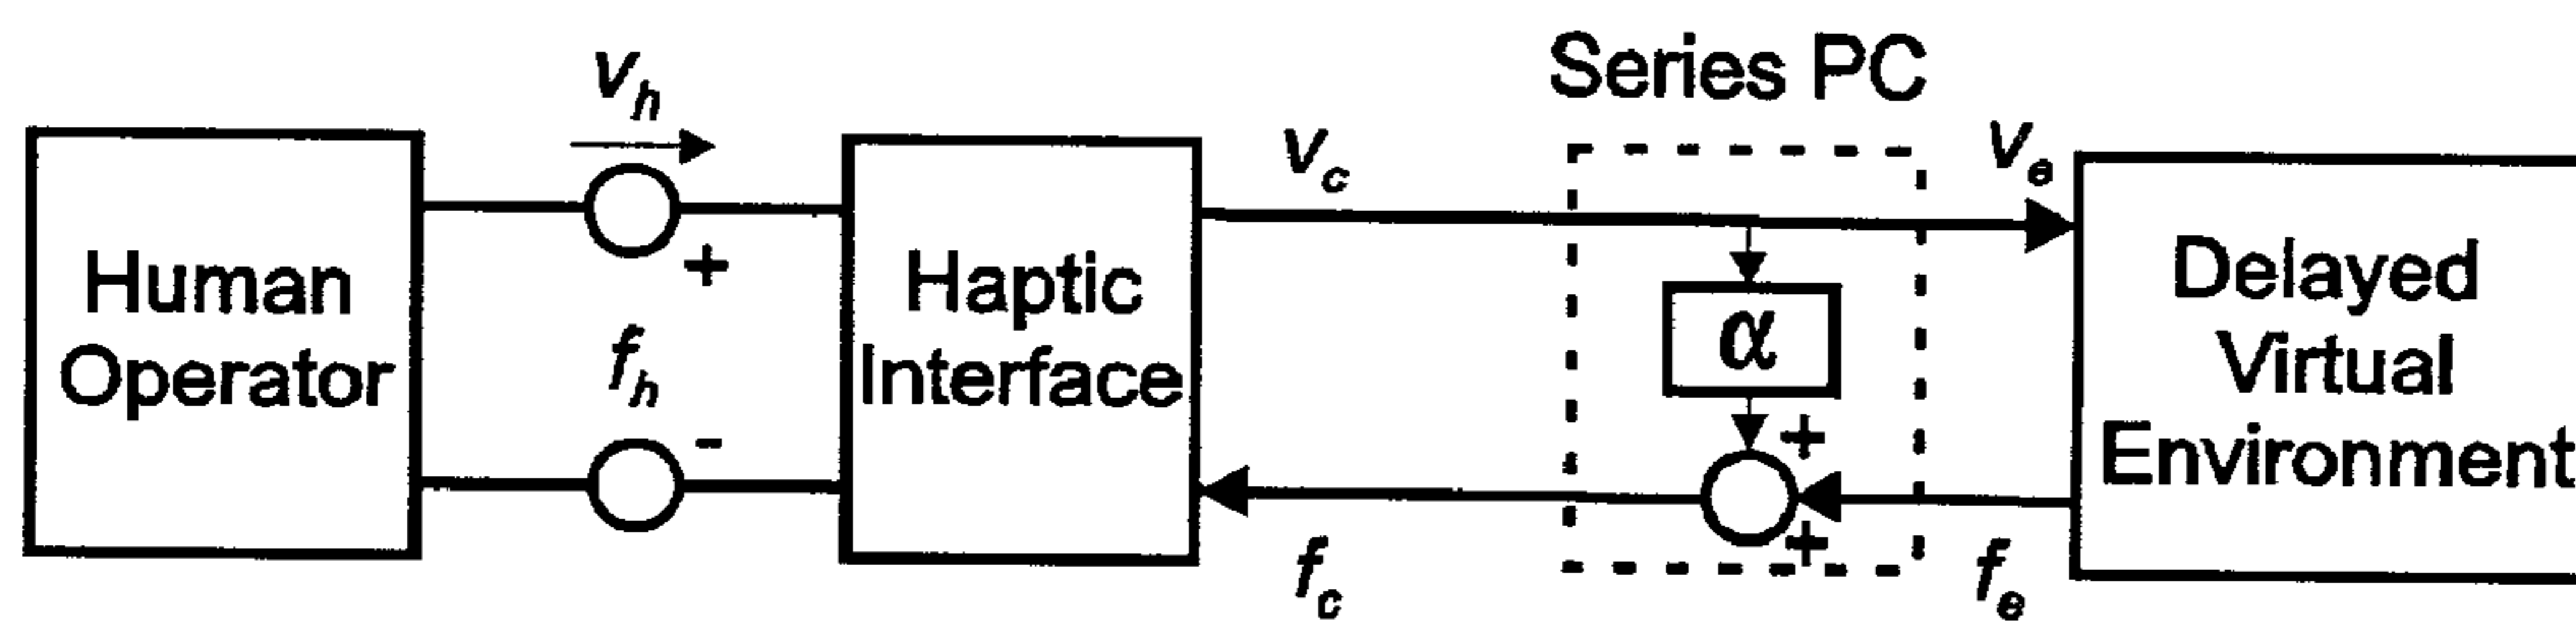 Series PC
v_h
v_c
v_e
+
Human
Operator
f_h
Haptic
Interface
α
Delayed
Virtual
Environment
-
+
+
f_c
f_e